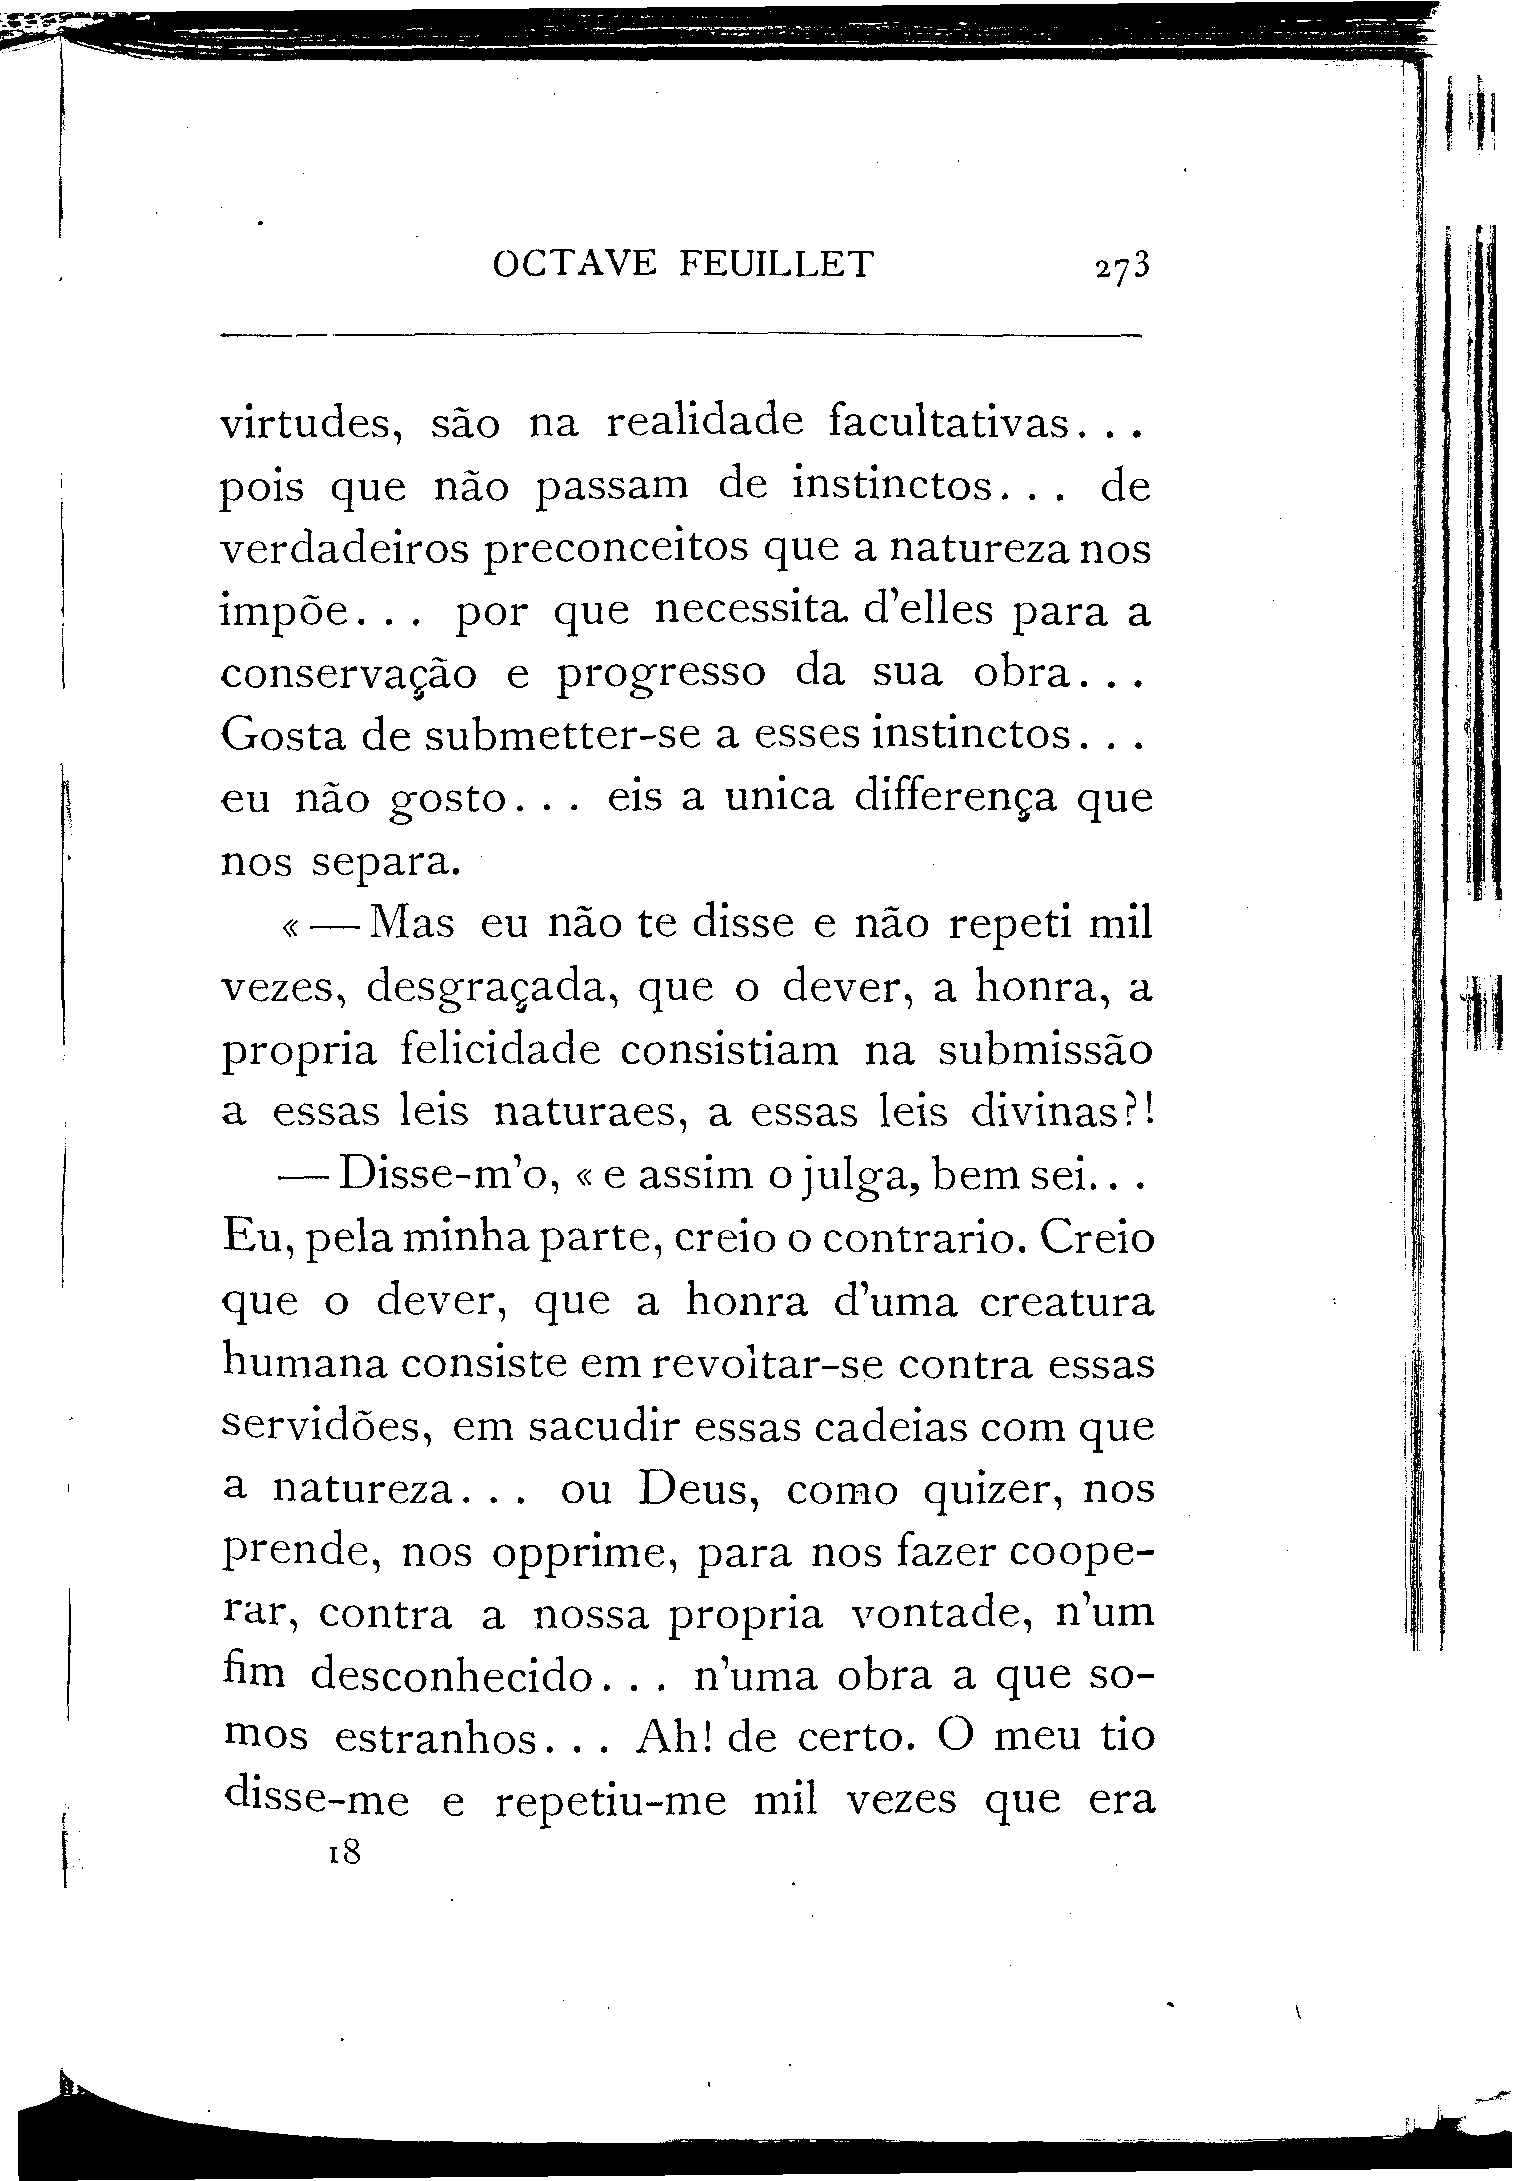 OCTAVE FEUILLET 273
virtudes, são na realidade facultativas...
pois que não passam de instinctos... de
verdadeiros preconceitos que a natureza nos
impõe... por que necessita d'elles para a
conservação e progresso da sua obra...
Gosta de submetter-se a esses instinctos...
eu não gosto... eis a unica differença que
nos separa.
«—Mas eu não te disse e não repeti mil
vezes, desgraçada, que o dever, a honra, a
propria felicidade consistiam na submissão
a essas leis naturaes, a essas leis divinas?!
—Disse-m'o, «e assim o julga, bem sei...
Eu, pela minha parte, creio o contrario. Creio
que o dever, que a honra d'uma creatura
humana consiste em revoltar-se contra essas
servidões, em sacudir essas cadeias com que
a natureza... ou Deus, como quizer, nos
prende, nos opprime, para nos fazer coope-
rar, contra a nossa propria vontade, n'um
fim desconhecido... n'uma obra a que so-
mos estranhos... Ah! de certo. O meu tio
disse-me e repetiu-me mil vezes que era
18